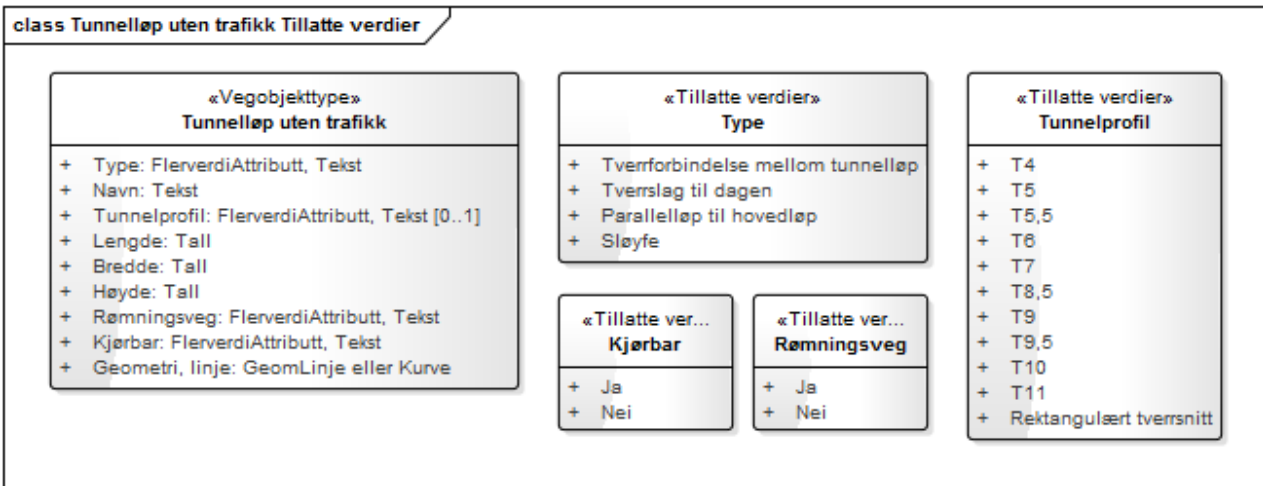 class Tunnelløp uten trafikk Tillatte verdier
«Vegobjekttype»
Tunnelløp uten trafikk
+ Type: FlerverdiAttributt, Tekst
+ Navn: Tekst
+ Tunnelprofil: FlerverdiAttributt, Tekst [0..1]
+ Lengde: Tall
+ Bredde: Tall
+ Høyde: Tall
+ Rømningsveg: FlerverdiAttributt, Tekst
+ Kjørbar: FlerverdiAttributt, Tekst
+ Geometri, linje: GeomLinje eller Kurve
«Tillatte verdier»
Type
+ Tverrforbindelse mellom tunnelløp
+ Tverrslag til dagen
+ Parallelløp til hovedløp
+ Sløyfe
«Tillatte ver...
Kjørbar
+ Ja
+ Nei
«Tillatte ver...
Rømningsveg
+ Ja
+ Nei
«Tillatte verdier»
Tunnelprofil
+ T4
+ T5
+ T5,5
+ T6
+ T7
+ T8,5
+ T9
+ T9,5
+ T10
+ T11
+ Rektangulært tverrsnitt